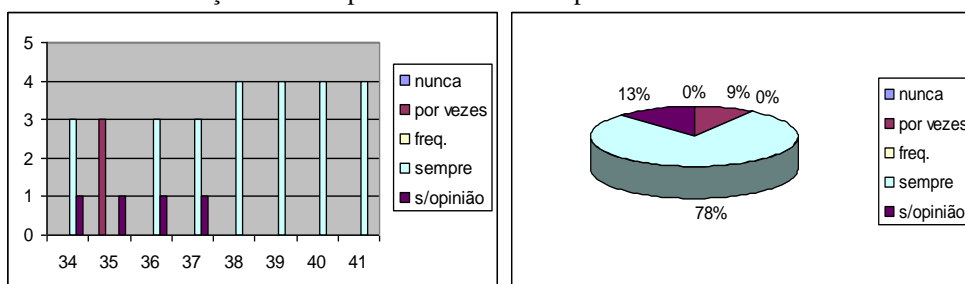 5
4
3
2
1
0
34 35 36 37 38 39 40 41
nunca
por vezes
freq.
sempre
s/opinião
13% 0% 9% 0%
78%
nunca
por vezes
freq.
sempre
s/opinião